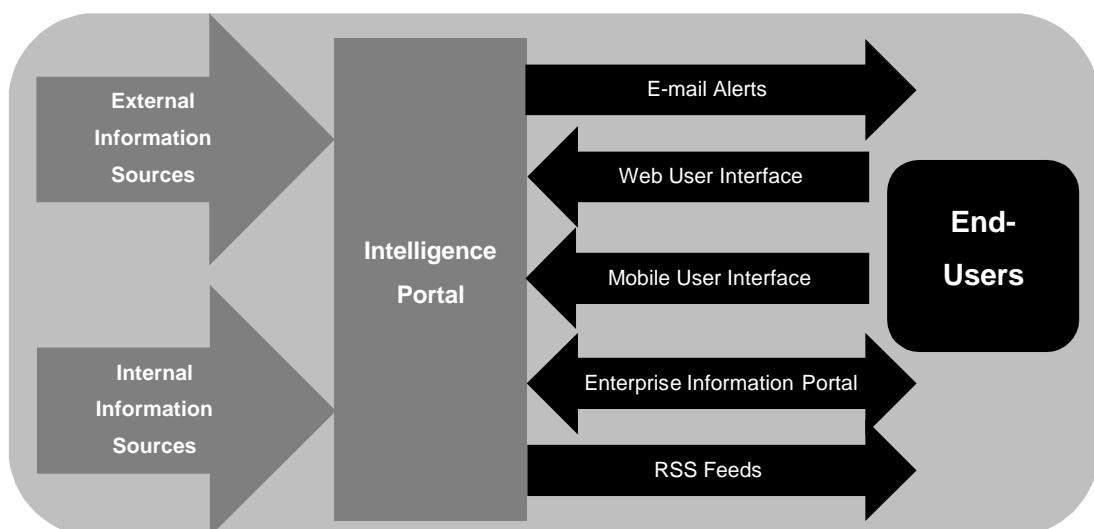 External
Information
Sources
Internal
Information
Sources
Intelligence
Portal
E-mail Alerts
Web User Interface
Mobile User Interface
Enterprise Information Portal
RSS Feeds
End-
Users